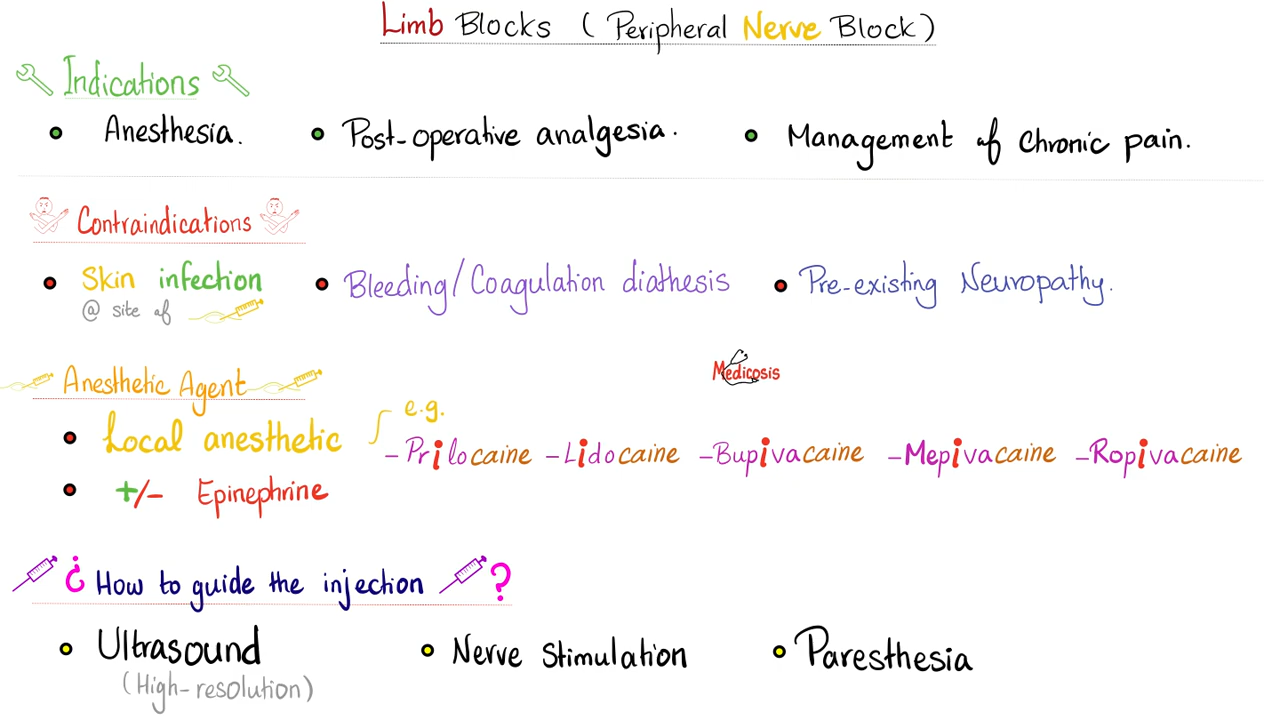 Limb Blocks ( Peripheral Nerve Block )
Indications
Anesthesia.
Post-operative analgesia.
Management of chronic pain.
Contraindications
Skin infection
@ site of
Bleeding/Coagulation diathesis
Pre-existing Neuropathy.
Medicosis
Anesthetic Agent
Local anesthetic
e.g.
-Prilocaine -Lidocaine -Bupivacaine -Mepivacaine -Ropivacaine
+/- Epinephrine
¿ How to guide the injection ?
Ultrasound
(High-resolution)
Nerve Stimulation
Paresthesia